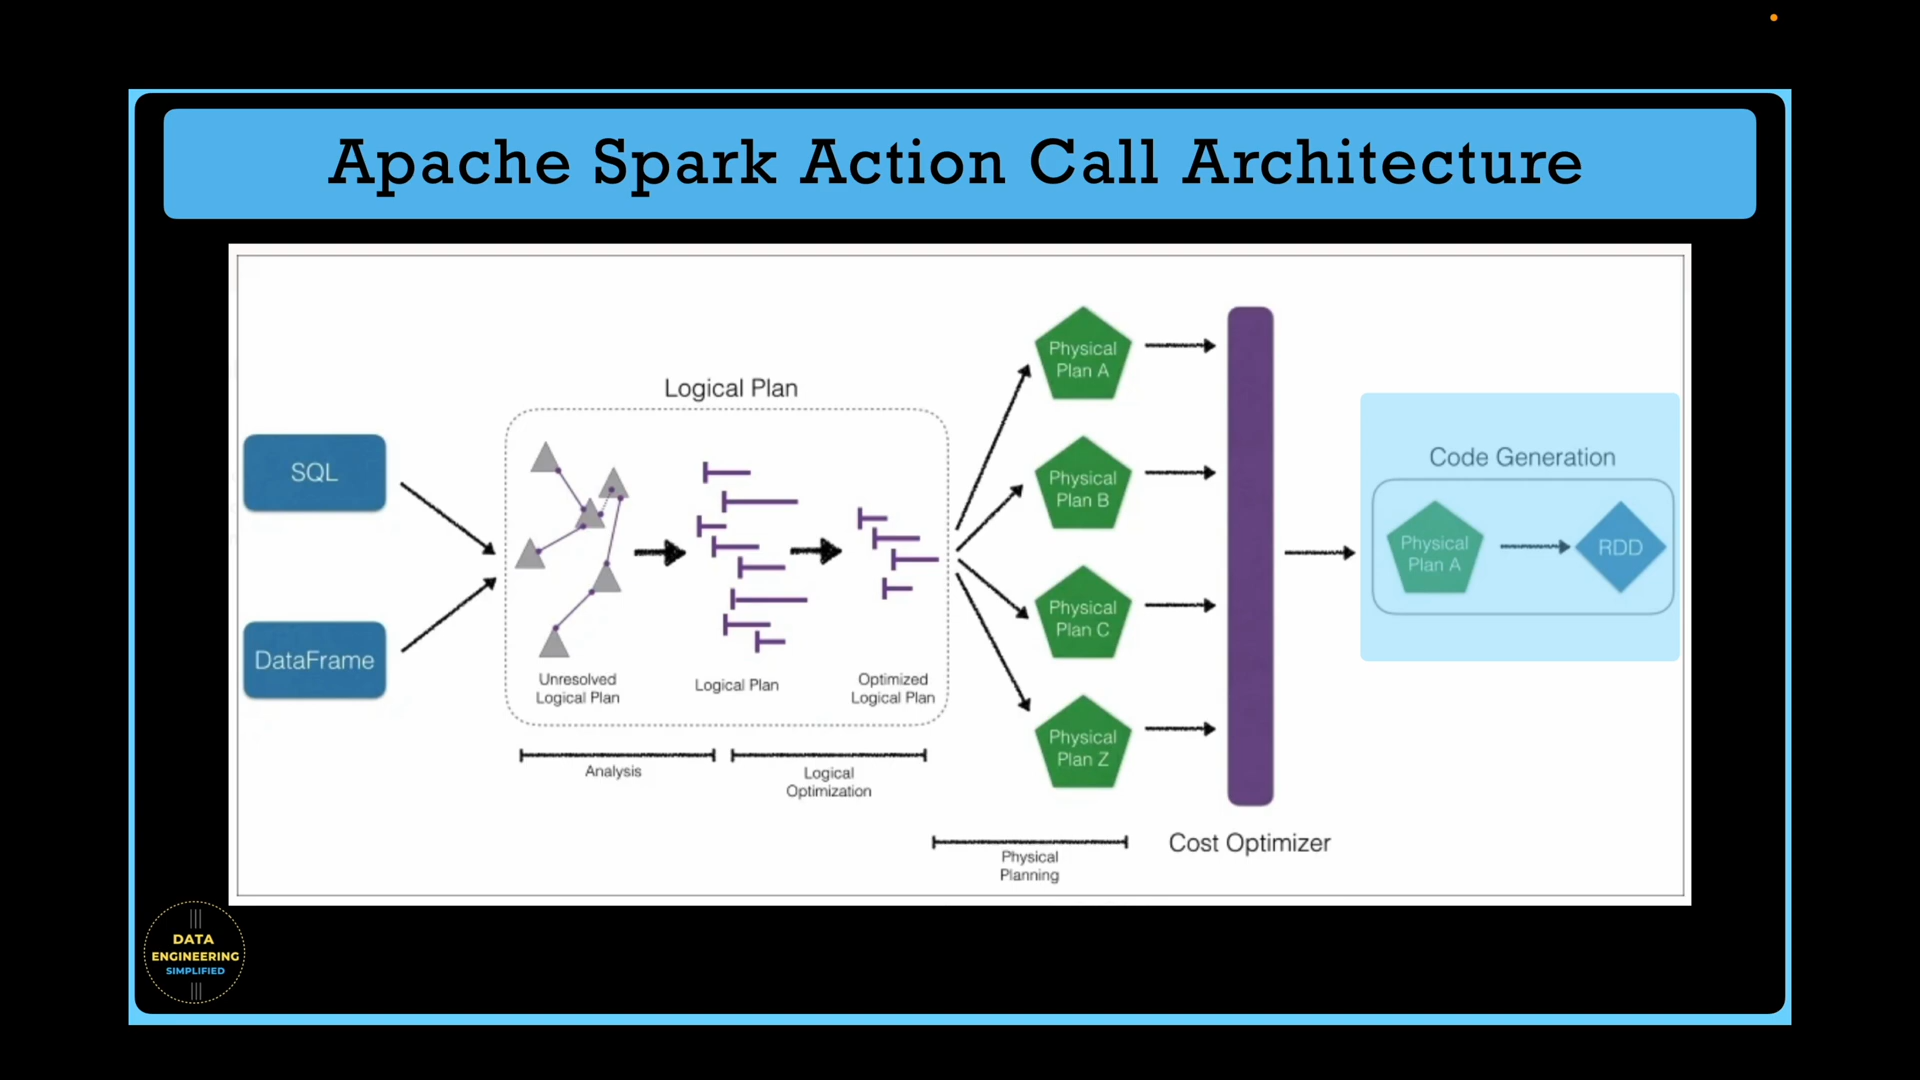 Apache Spark Action Call Architecture
SQL
DataFrame
Logical Plan
Unresolved
Logical Plan
Logical Plan
Optimized
Logical Plan
Analysis
Logical
Optimization
Physical
Plan A
Physical
Plan B
Physical
Plan C
Physical
Plan Z
Physical
Planning
Cost Optimizer
Code Generation
Physical
Plan A
RDD
DATA
ENGINEERING
SIMPLIFIED